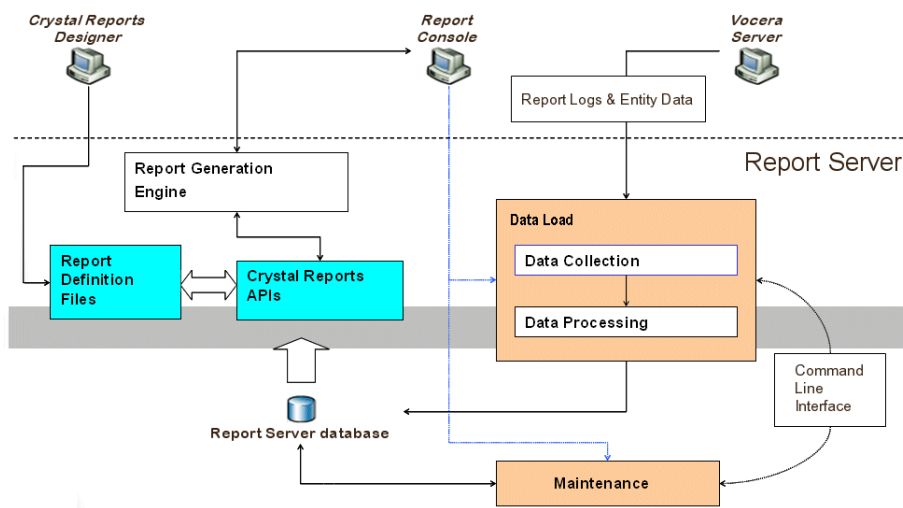 Crystal Reports
Designer
Report
Console
Vocera
Server
Report Logs & Entity Data
Report Server
Report Generation
Engine
Data Load
Report
Definition
Files
Crystal Reports
APIs
Data Collection
Data Processing
Command
Line
Interface
Report Server database
Maintenance